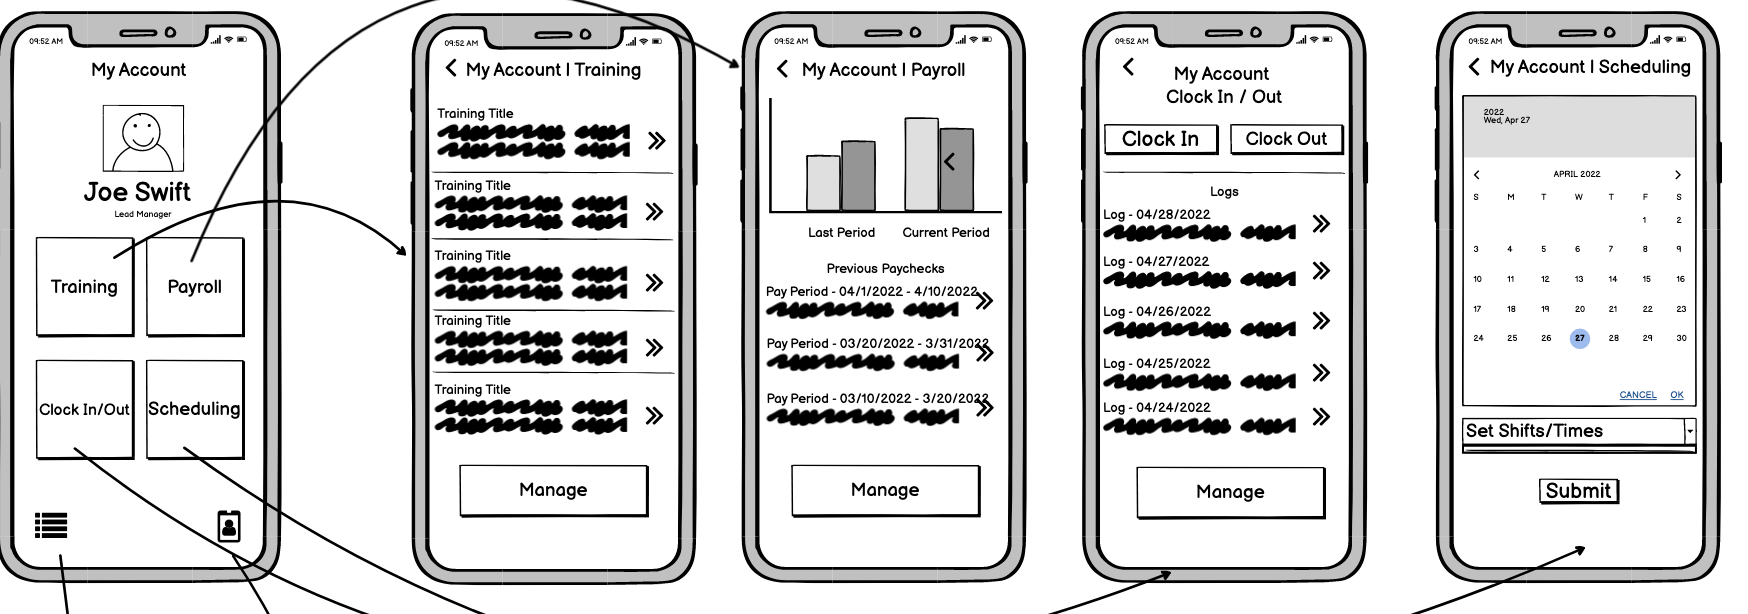 09:52 AM
My Account
Joe Swift
Lead Manager
Training
Payroll
Clock In/Out
Scheduling
09:52 AM
My Account | Training
Training Title
Training Title
Training Title
Training Title
Training Title
Manage
09:52 AM
My Account | Payroll
Last Period
Current Period
Previous Paychecks
Pay Period - 04/1/2022 - 4/10/2022
Pay Period - 03/20/2022 - 3/31/2022
Pay Period - 03/10/2022 - 3/20/2022
Manage
09:52 AM
My Account
Clock In / Out
Clock In
Clock Out
Logs
Log - 04/28/2022
Log - 04/27/2022
Log - 04/26/2022
Log - 04/25/2022
Log - 04/24/2022
Manage
09:52 AM
My Account | Scheduling
2022
Wed, Apr 27
APRIL 2022
S M T W T F S
1 2
3 4 5 6 7 8 9
10 11 12 13 14 15 16
17 18 19 20 21 22 23
24 25 26 27 28 29 30
CANCEL OK
Set Shifts/Times
Submit